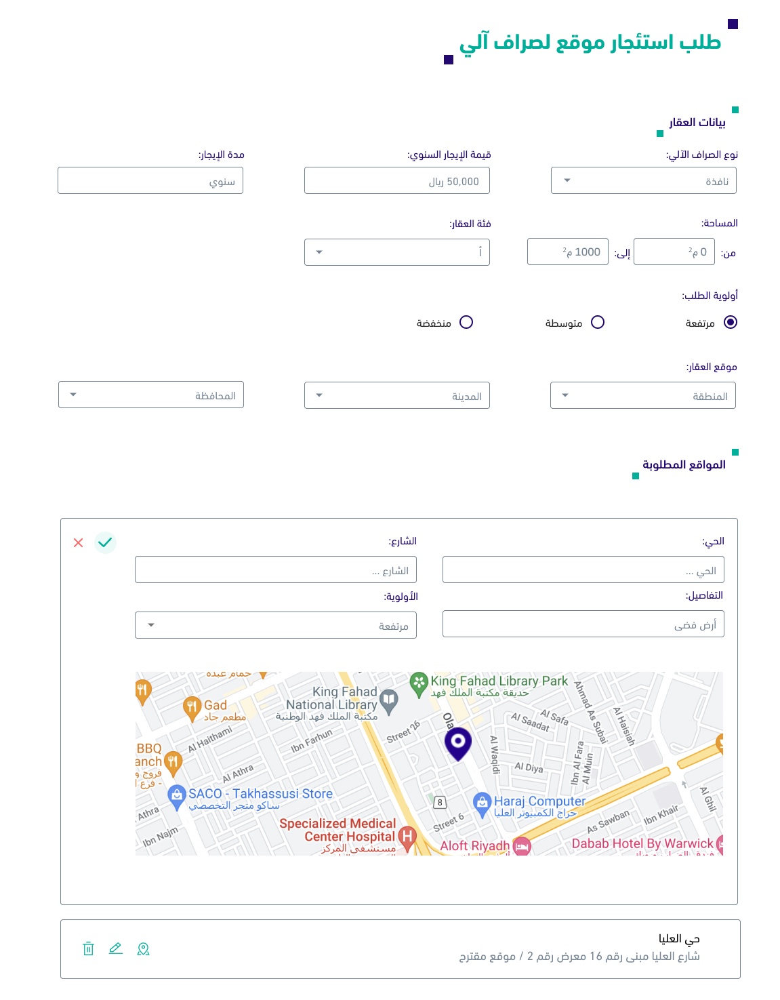 طلب استئجار موقع لصراف آلي
بيانات العقار
نوع الصراف الآلي:
قيمة الإيجار السنوي:
مدة الإيجار:
نافذة
50,000 ريال
سنوي
المساحة:
فئة العقار:
من:
0 م2
إلى:
1000 م2
أ
أولوية الطلب:
مرتفعة
متوسطة
منخفضة
موقع العقار:
المنطقة
المدينة
المحافظة
المواقع المطلوبة
الحي:
الشارع:
الحي ...
الشارع ...
التفاصيل:
الأولوية:
أرض فضى
مرتفعة
حمام عبده
King Fahad Library Park
حديقة مكتبة الملك فهد
King Fahad
National Library
مكتبة الملك فهد الوطنية
Gad
مطعم جاد
Al Haithami
Ibn Farhun
Street 26
Ola
Al Saadat
Al Safa
Ahmad As Subai
Al Haisiah
BBQ
anch
فروج و
- فرع ا
Al Athra
Al Waqidi
Al Diya
Ibn Al Fara
Al Muin
SACO - Takhassusi Store
ساكو متجر التخصصي
Athra
Ibn Najm
8
Haraj Computer
حراج الكمبيوتر العليا
Street 6
As Sawban
Ibn Khair
Al Ghil
Specialized Medical
Center Hospital
مستشفى المركز
Aloft Riyadh
Dabab Hotel By Warwick
حي العليا
شارع العليا مبنى رقم 16 معرض رقم 2 / موقع مقترح